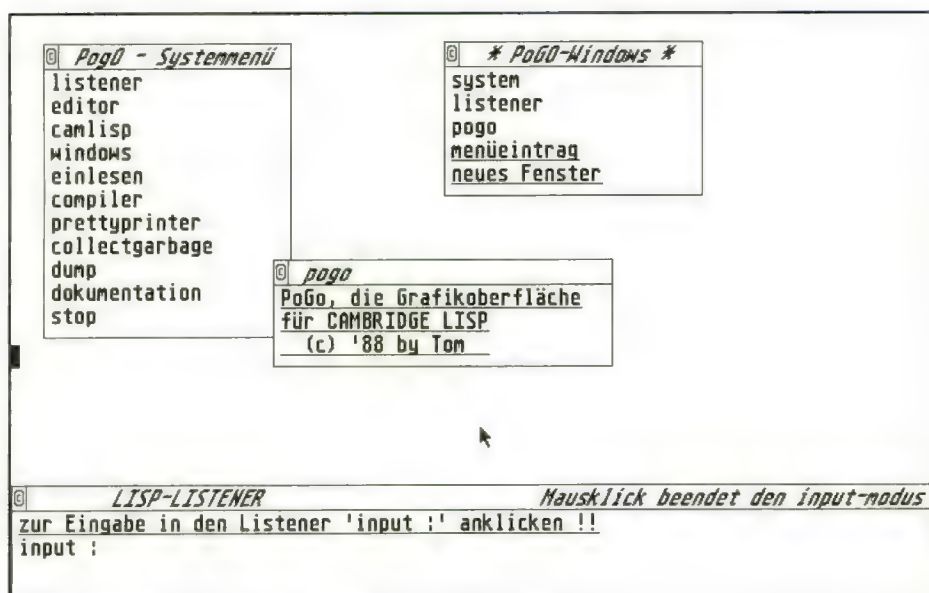 PogO - Systemmenü
listener
editor
camlisp
windows
einlesen
compiler
prettyprinter
collectgarbage
dump
dokumentation
stop
* PoGO-Windows *
system
listener
pogo
menüeintrag
neues Fenster
pogo
PoGo, die Grafikoberfläche
für CAMBRIDGE LISP
(c) '88 by Tom
LISP-LISTENER Mausklick beendet den input-modus
zur Eingabe in den Listener 'input :' anklicken !!
input :